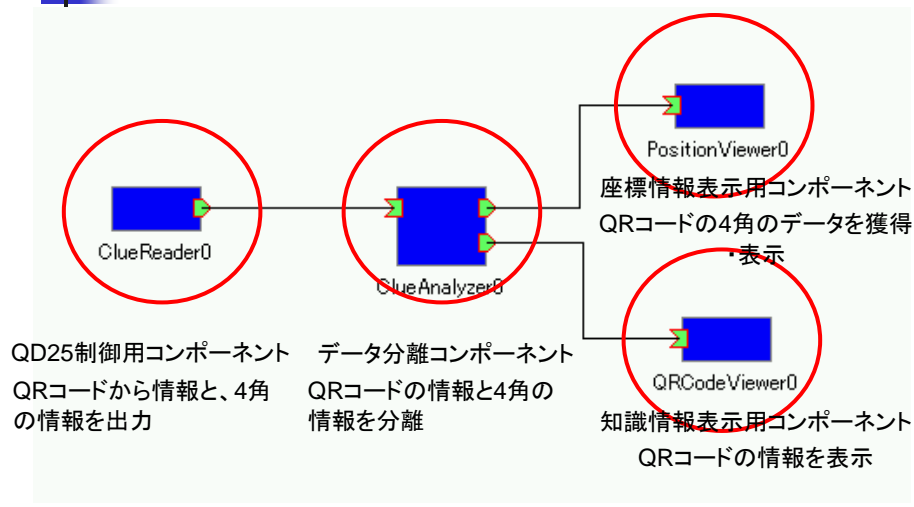 PositionViewer0
座標情報表示用コンポーネント
QRコードの4角のデータを獲得
・表示
ClueReader0
ClueAnalyzer0
QD25制御用コンポーネント
QRコードから情報と、4角
の情報を出力
データ分離コンポーネント
QRコードの情報と4角の
情報を分離
QRCodeViewer0
知識情報表示用コンポーネント
QRコードの情報を表示